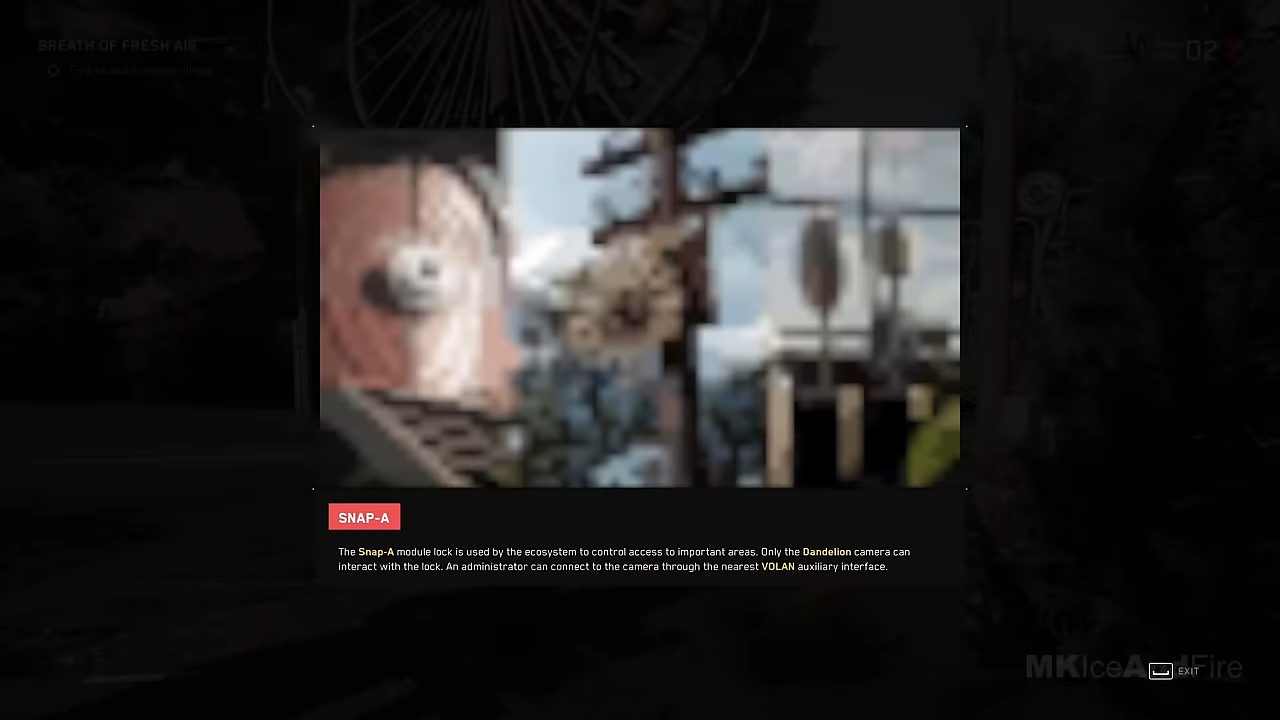 BREATH OF FRESH AIR
02
SNAP-A
The Snap-A module lock is used by the ecosystem to control access to important areas. Only the Dandelion camera can
interact with the lock. An administrator can connect to the camera through the nearest VOLAN auxiliary interface.
MKIceAndFire
EXIT